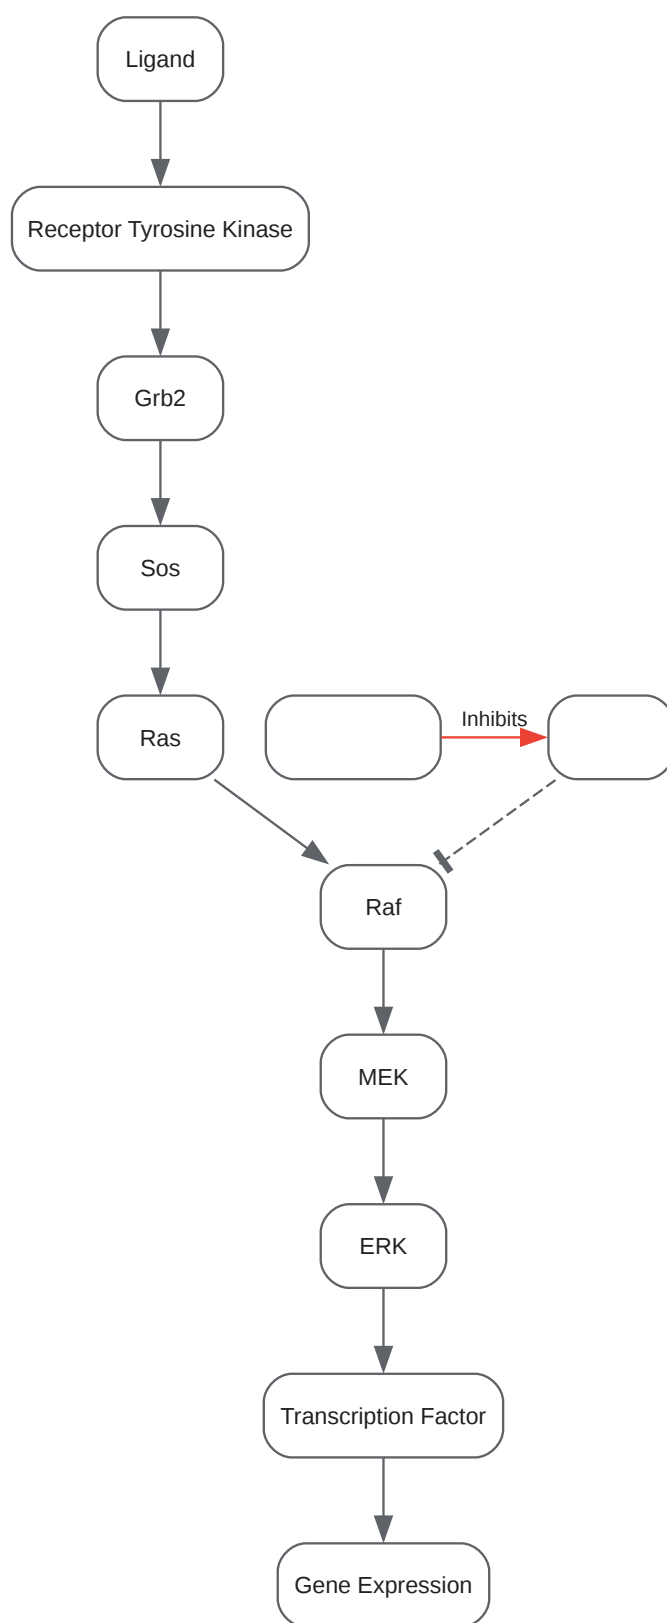 Ligand
Receptor Tyrosine Kinase
Grb2
Sos
Ras
Inhibits
Raf
MEK
ERK
Transcription Factor
Gene Expression